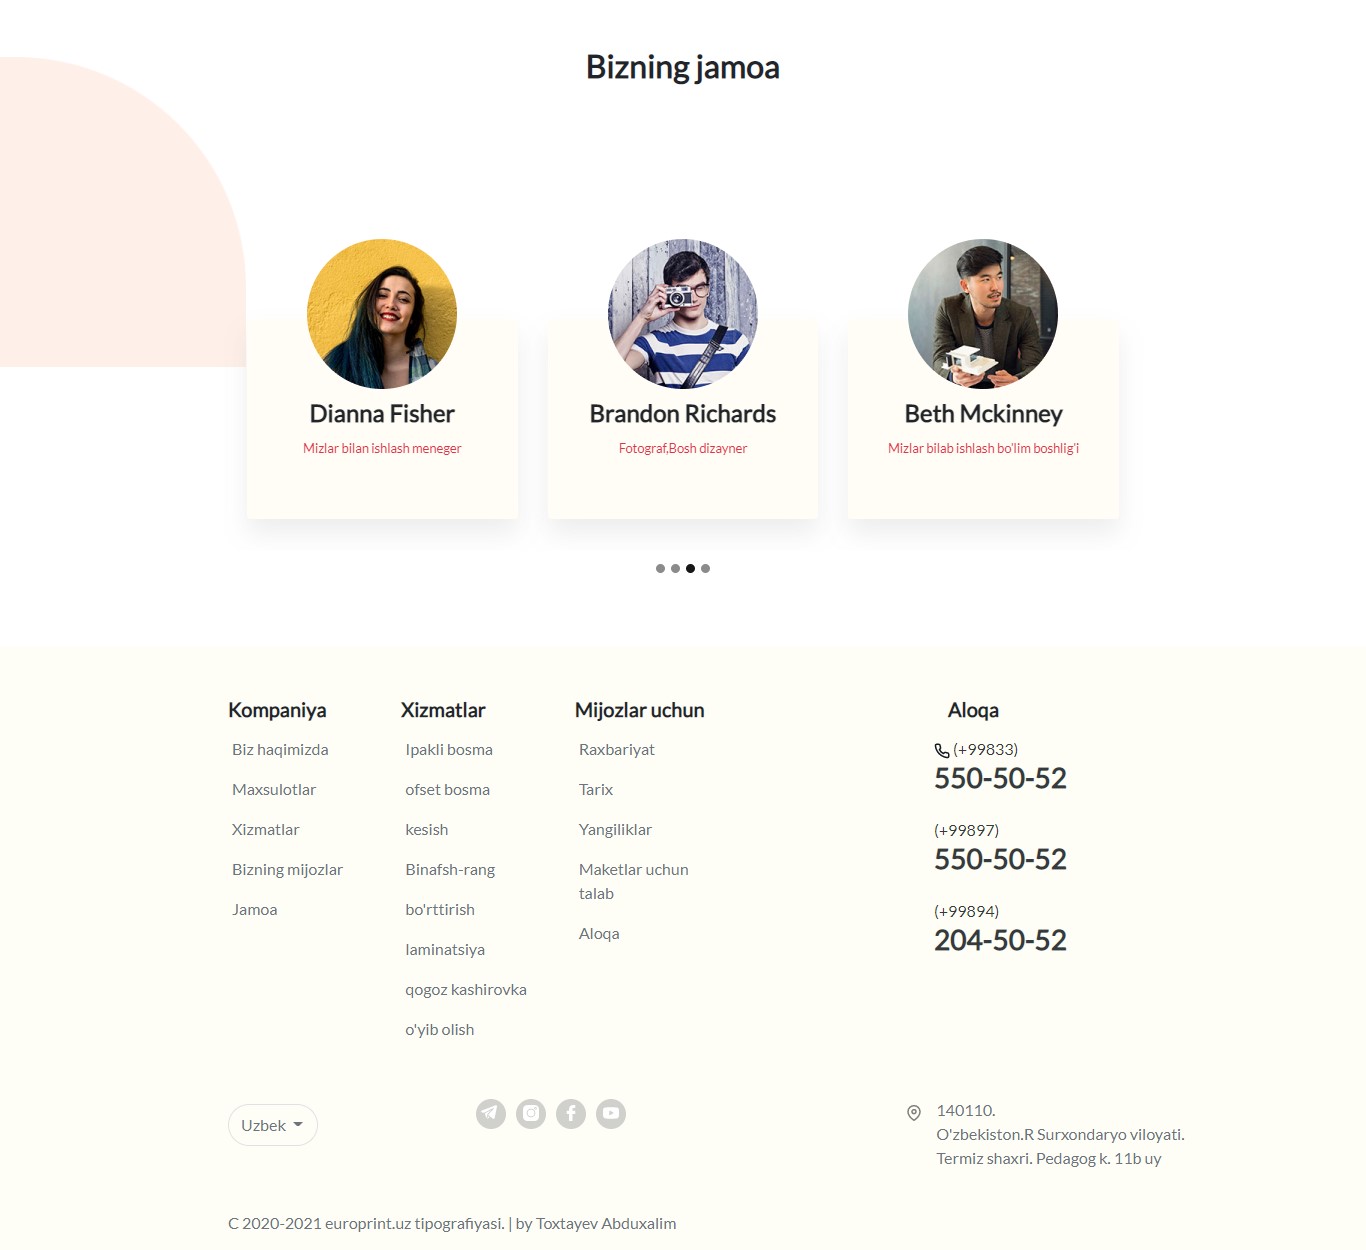 Bizning jamoa
Dianna Fisher
Mizlar bilan ishlash meneger
Brandon Richards
Fotograf,Bosh dizayner
Beth Mckinney
Mizlar bilab ishlash bo'lim boshlig'i
Kompaniya
Biz haqimizda
Maxsulotlar
Xizmatlar
Bizning mijozlar
Jamoa
Xizmatlar
Ipakli bosma
ofset bosma
kesish
Binafsh-rang
bo'rttirish
laminatsiya
qogoz kashirovka
o'yib olish
Mijozlar uchun
Raxbariyat
Tarix
Yangiliklar
Maketlar uchun
talab
Aloqa
Aloqa
(+99833)
550-50-52
(+99897)
550-50-52
(+99894)
204-50-52
Uzbek
140110.
O'zbekiston.R Surxondaryo viloyati.
Termiz shaxri. Pedagog k. 11b uy
C 2020-2021 europrint.uz tipografiyasi. | by Toxtayev Abduxalim